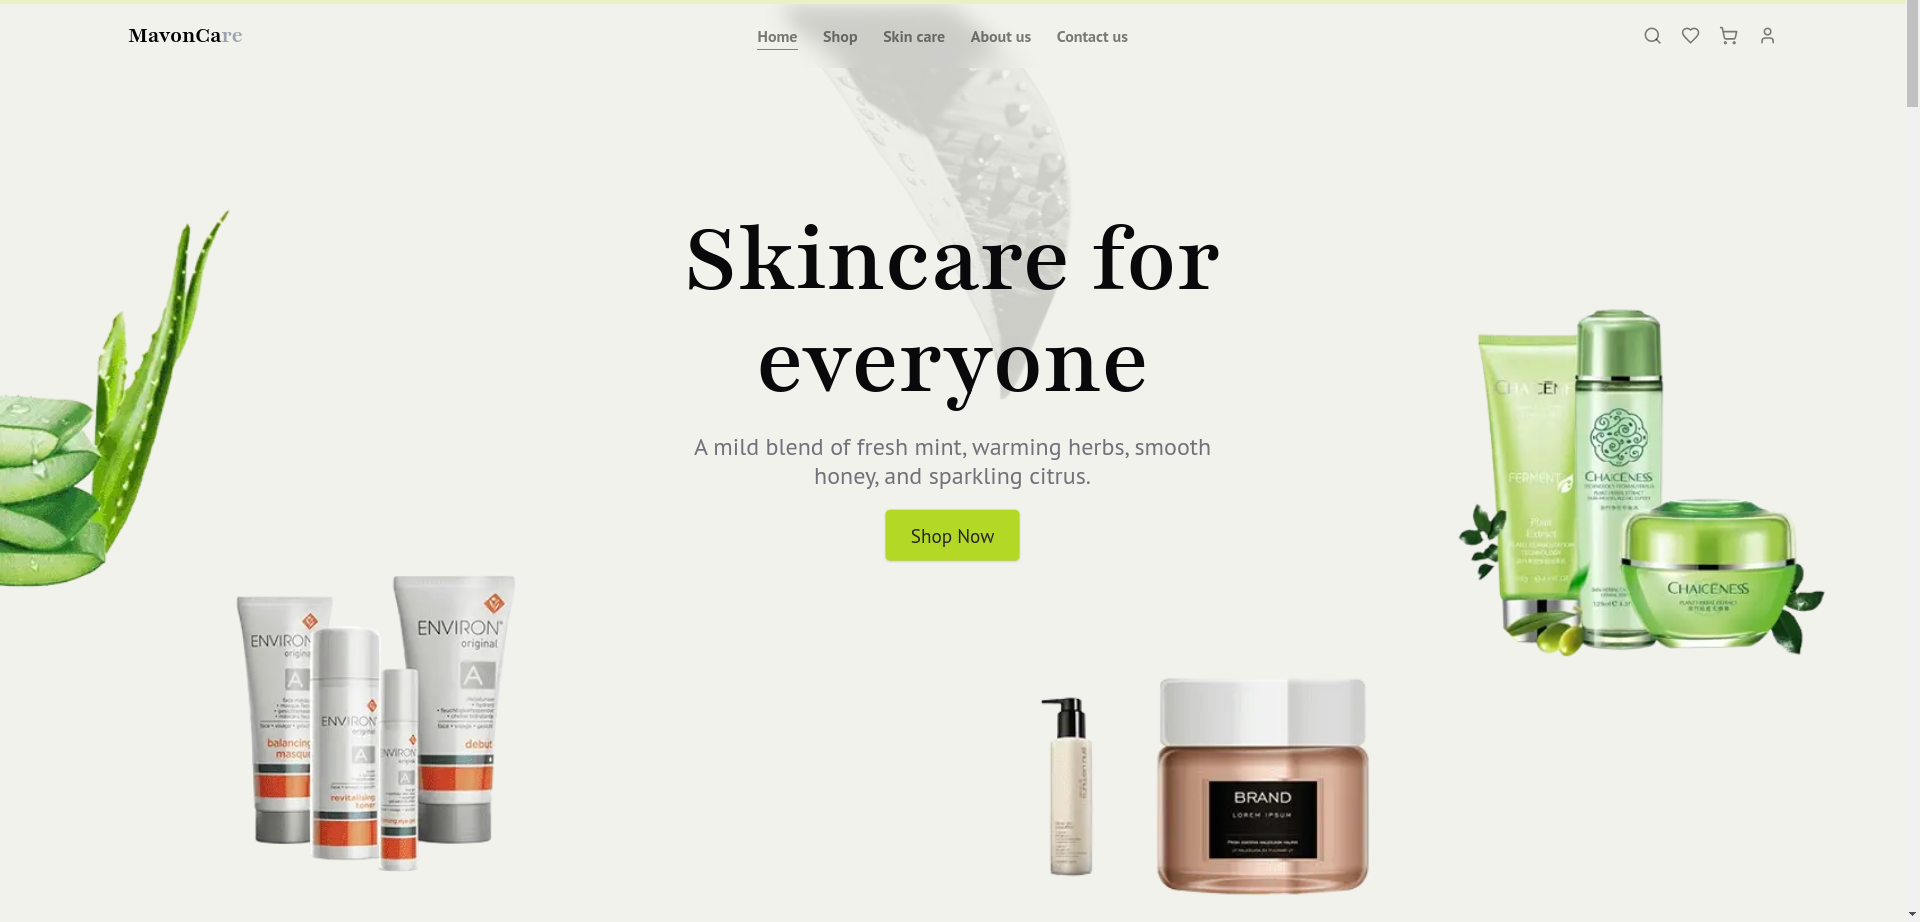 MavonCare
Home
Shop
Skin care
About us
Contact us
Skincare for
everyone
A mild blend of fresh mint, warming herbs, smooth
honey, and sparkling citrus.
Shop Now
CHAICENE
FERMENT
Plant
Extract
CHAICENESS
CHAICENESS
ENVIRON
original
A
balancing
masque
ENVIRON
original
A
revitalising
toner
ENVIRON
original
A
ENVIRON
original
A
debut
BRAND
LOREM IPSUM